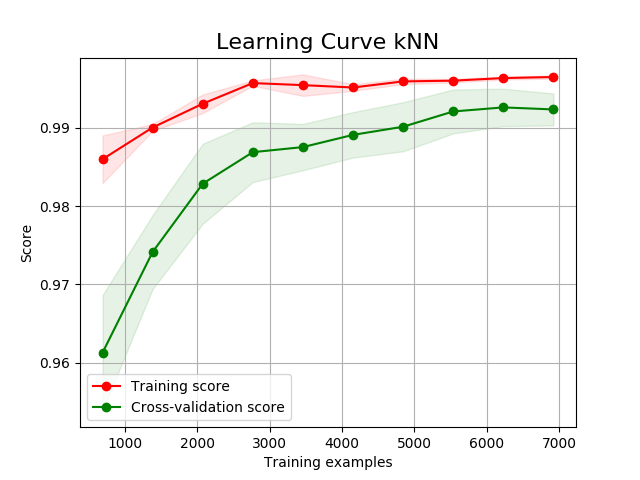 Learning Curve kNN
Score
0.99
0.98
0.97
0.96
Training score
Cross-validation score
1000 2000 3000 4000 5000 6000 7000
Training examples